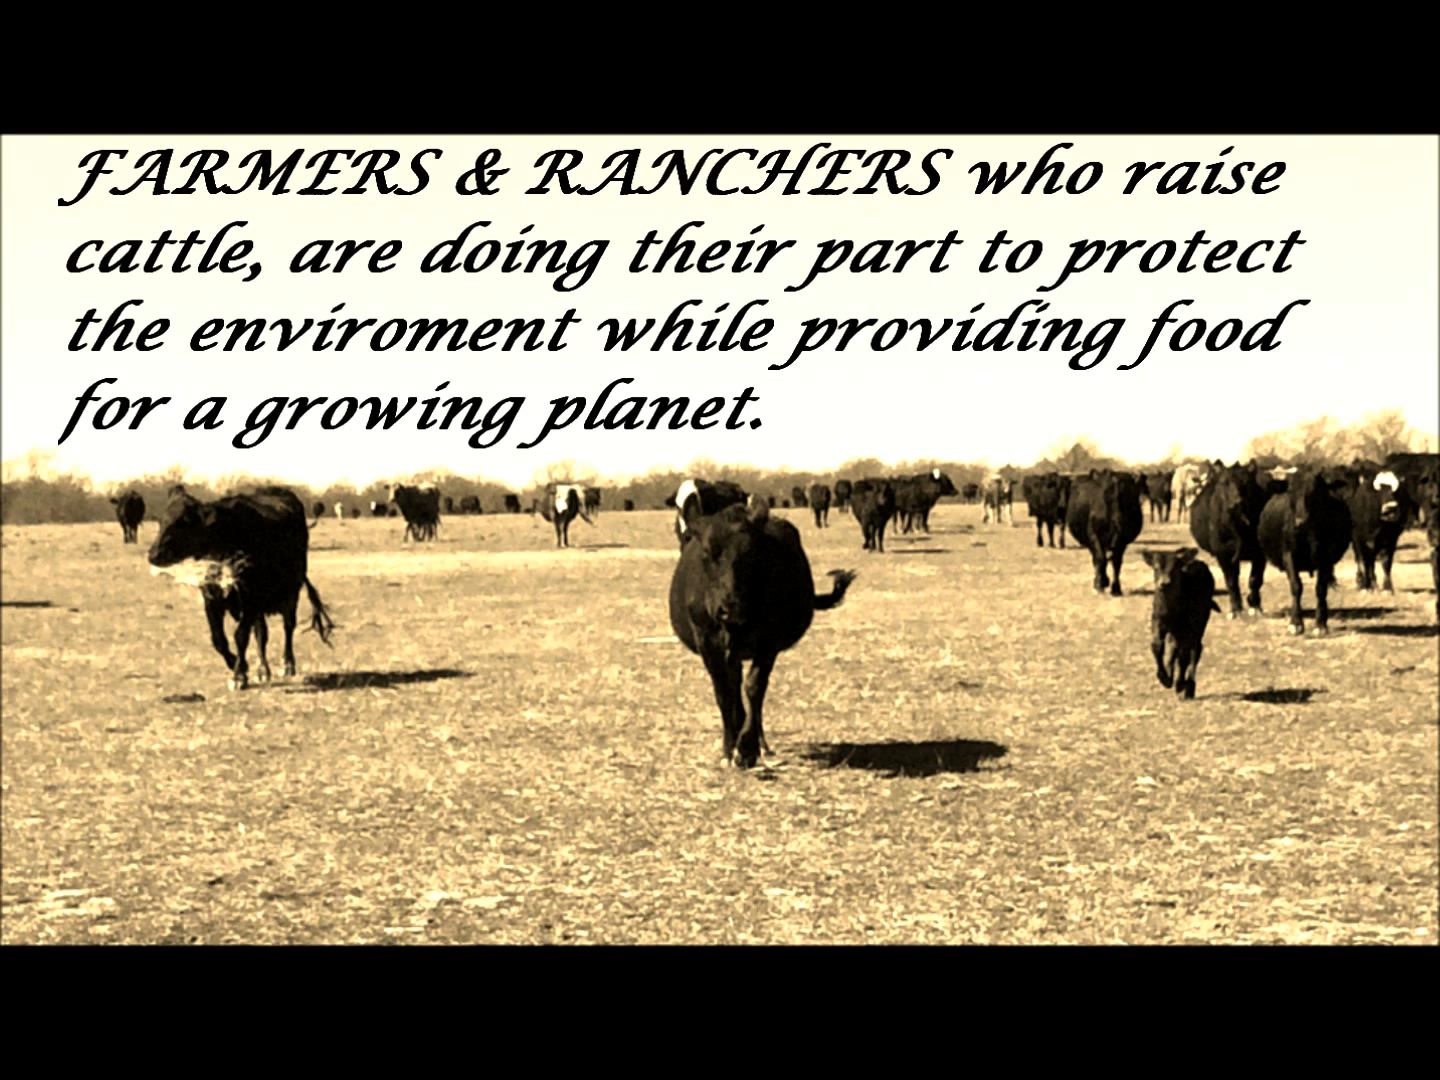 FARMERS & RANCHERS who raise
cattle, are doing their part to protect
the enviroment while providing food
for a growing planet.